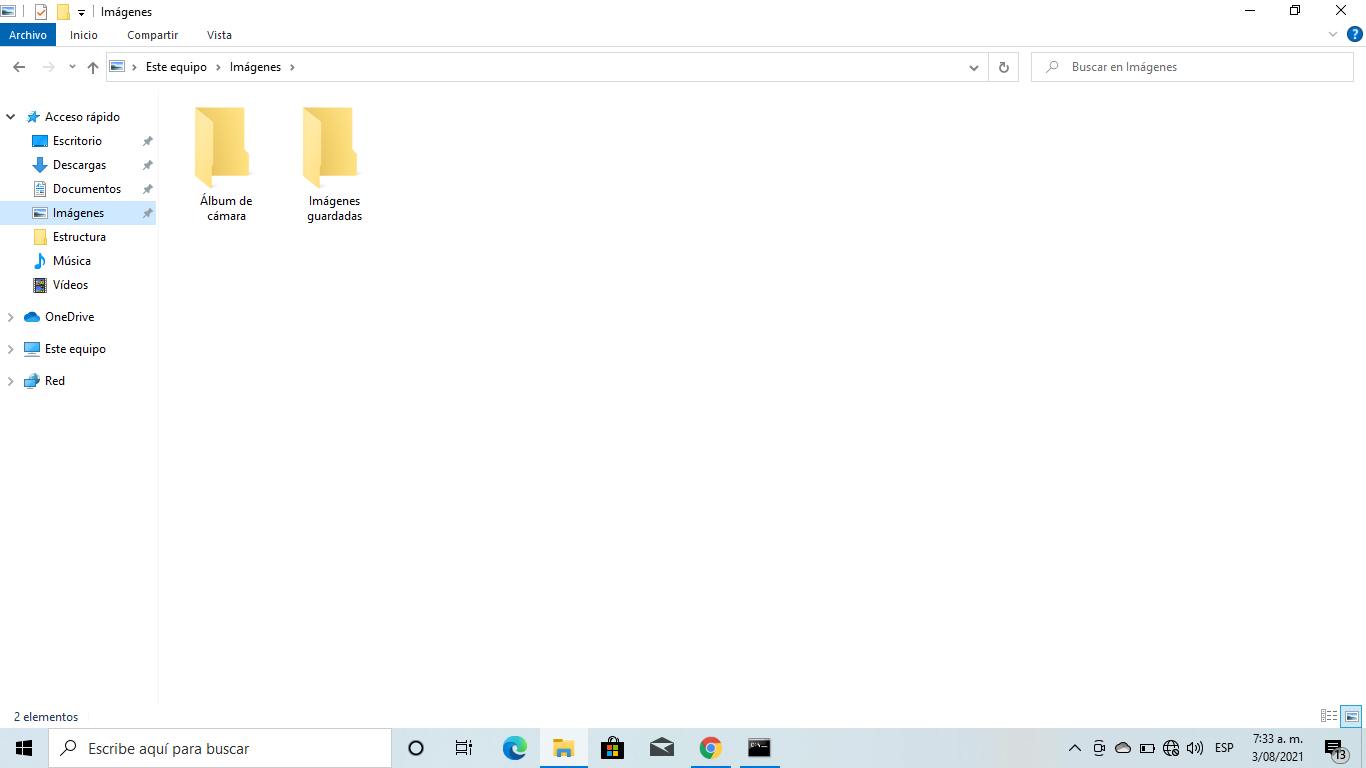 Imágenes
Archivo
Inicio
Compartir
Vista
?
Este equipo
Imágenes
Buscar en Imágenes
Acceso rápido
Escritorio
Descargas
Documentos
Imágenes
Estructura
Música
Vídeos
OneDrive
Este equipo
Red
Álbum de
cámara
Imágenes
guardadas
2 elementos
Escribe aquí para buscar
ESP
7:33 a. m.
3/08/2021
13